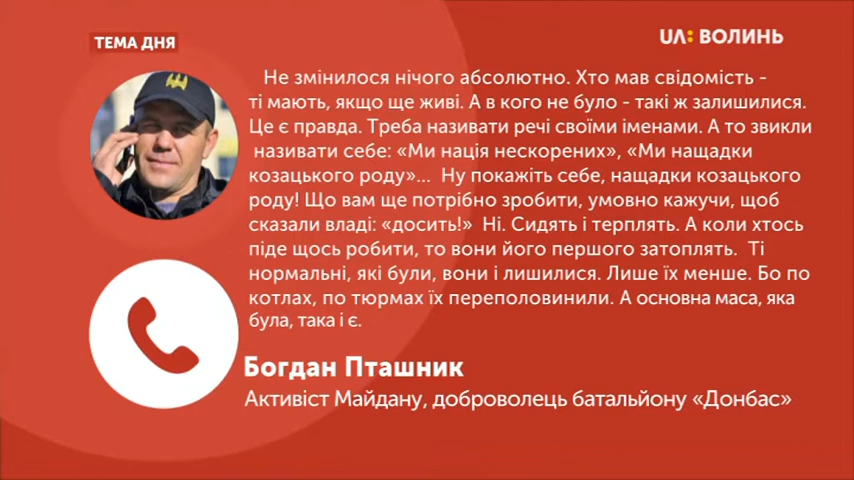 ТЕМА ДНЯ
UA: ВОЛИНЬ
Не змінилося нічого абсолютно. Хто мав свідомість -
ті мають, якщо ще живі. А в кого не було - такі ж залишилися.
Це є правда. Треба називати речі своїми іменами. А то звикли
називати себе: «Ми нація нескорених», «Ми нащадки
козацького роду»... Ну покажіть себе, нащадки козацького
роду! Що вам ще потрібно зробити, умовно кажучи, щоб
сказали владі: «досить!» Ні. Сидять і терплять. А коли хтось
піде щось робити, то вони його першого затоплять. Ті
нормальні, які були, вони і лишилися. Лише їх менше. Бо по
котлах, по тюрмах їх переполовинили. А основна маса, яка
була, така і є.
Богдан Пташник
Активіст Майдану, доброволець батальйону «Донбас»